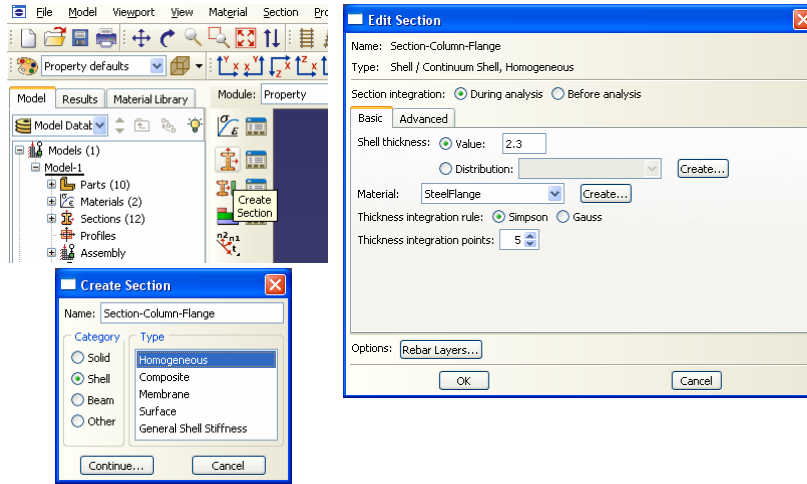 File Model Viewport View Material Section Pro
Property defaults
Model Results Material Library
Module: Property
Model Datab
Models (1)
Model-1
Parts (10)
Materials (2)
Sections (12)
Profiles
Assembly
Create
Section
Create Section
Name: Section-Column-Flange
Category
Solid
Shell
Beam
Other
Type
Homogeneous
Composite
Membrane
Surface
General Shell Stiffness
Continue... Cancel
Edit Section
Name: Section-Column-Flange
Type: Shell / Continuum Shell, Homogeneous
Section integration: During analysis Before analysis
Basic Advanced
Shell thickness: Value: 2.3
Distribution: Create...
Material: SteelFlange Create...
Thickness integration rule: Simpson Gauss
Thickness integration points: 5
Options: Rebar Layers...
OK Cancel